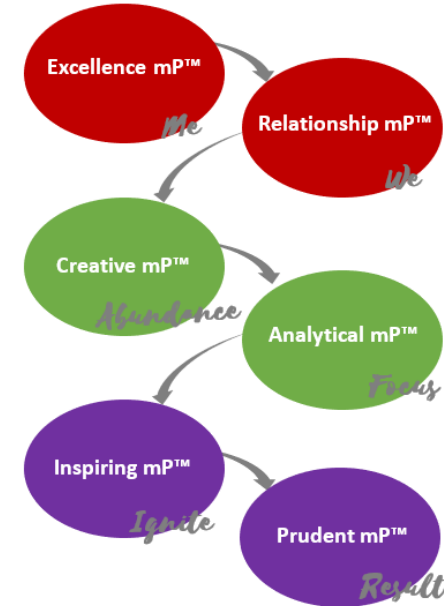 Excellence mP™
Me
Relationship mP™
We
Creative mP™
Abundance
Analytical mP™
Focus
Inspiring mP™
Ignite
Prudent mP™
Result